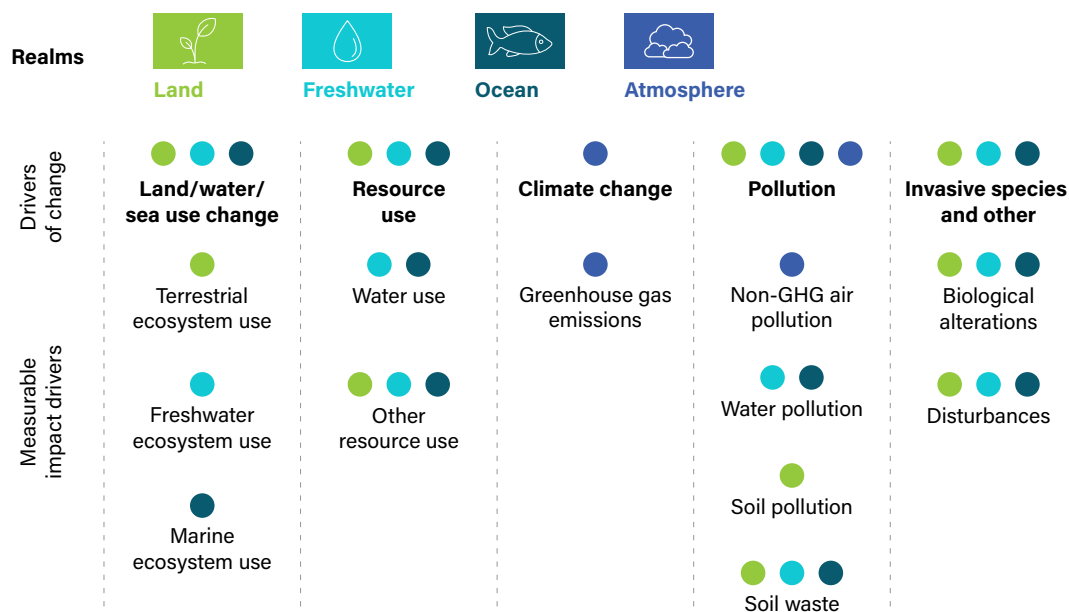 Realms
Land
Freshwater
Ocean
Atmosphere
Drivers
of change
Land/water/
sea use change
Resource
use
Climate change
Pollution
Invasive species
and other
Measurable
impact drivers
Terrestrial
ecosystem use
Freshwater
ecosystem use
Marine
ecosystem use
Water use
Other
resource use
Greenhouse gas
emissions
Non-GHG air
pollution
Water pollution
Soil pollution
Soil waste
Biological
alterations
Disturbances